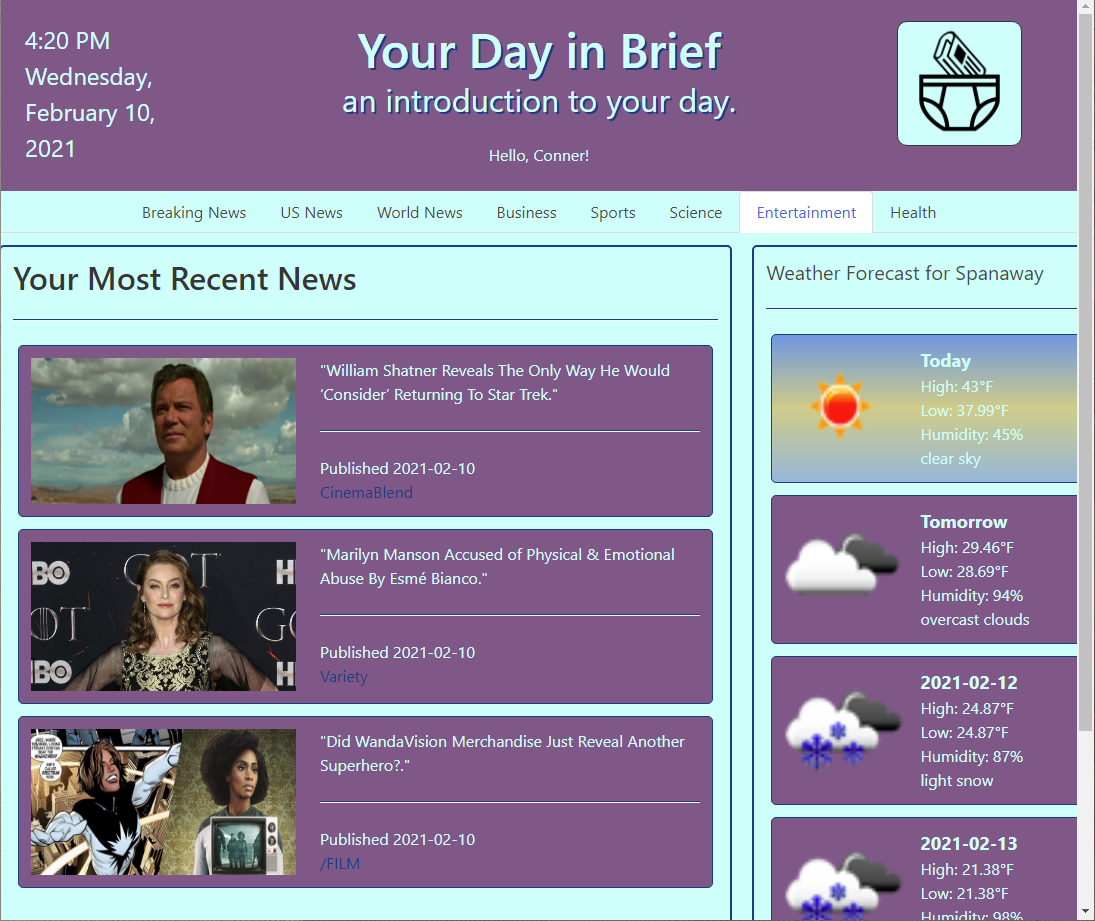 4:20 PM
Wednesday,
February 10,
2021
Your Day in Brief
an introduction to your day.
Hello, Conner!
Breaking News
US News
World News
Business
Sports
Science
Entertainment
Health
Your Most Recent News
"William Shatner Reveals The Only Way He Would
‘Consider’ Returning To Star Trek."
Published 2021-02-10
CinemaBlend
BO
GOT
H
OT
GO
HBO
H
"Marilyn Manson Accused of Physical & Emotional
Abuse By Esmé Bianco."
Published 2021-02-10
Variety
"Did WandaVision Merchandise Just Reveal Another
Superhero?."
Published 2021-02-10
/FILM
Weather Forecast for Spanaway
Today
High: 43°F
Low: 37.99°F
Humidity: 45%
clear sky
Tomorrow
High: 29.46°F
Low: 28.69°F
Humidity: 94%
overcast clouds
2021-02-12
High: 24.87°F
Low: 24.87°F
Humidity: 87%
light snow
2021-02-13
High: 21.38°F
Low: 21.38°F
Humidity: 98%